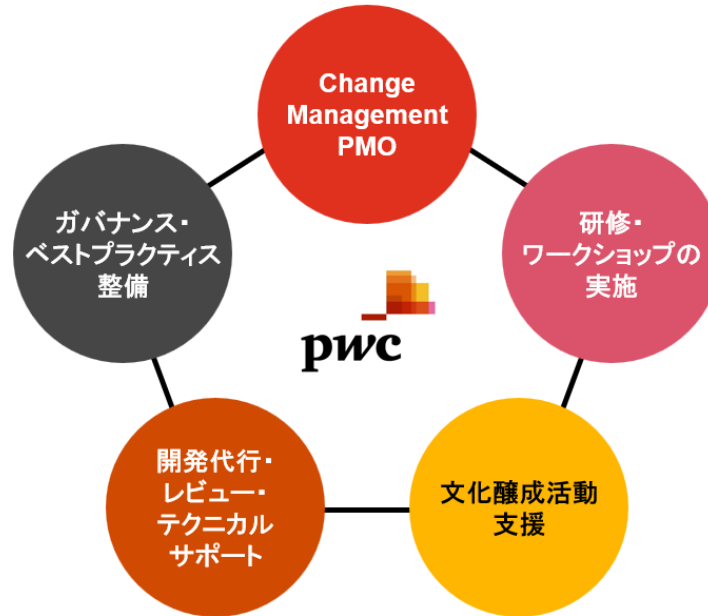 Change
Management
PMO
ガバナンス・
ベストプラクティス
整備
研修・
ワークショップの
実施
pwc
開発代行・
レビュー・
テクニカル
サポート
文化醸成活動
支援